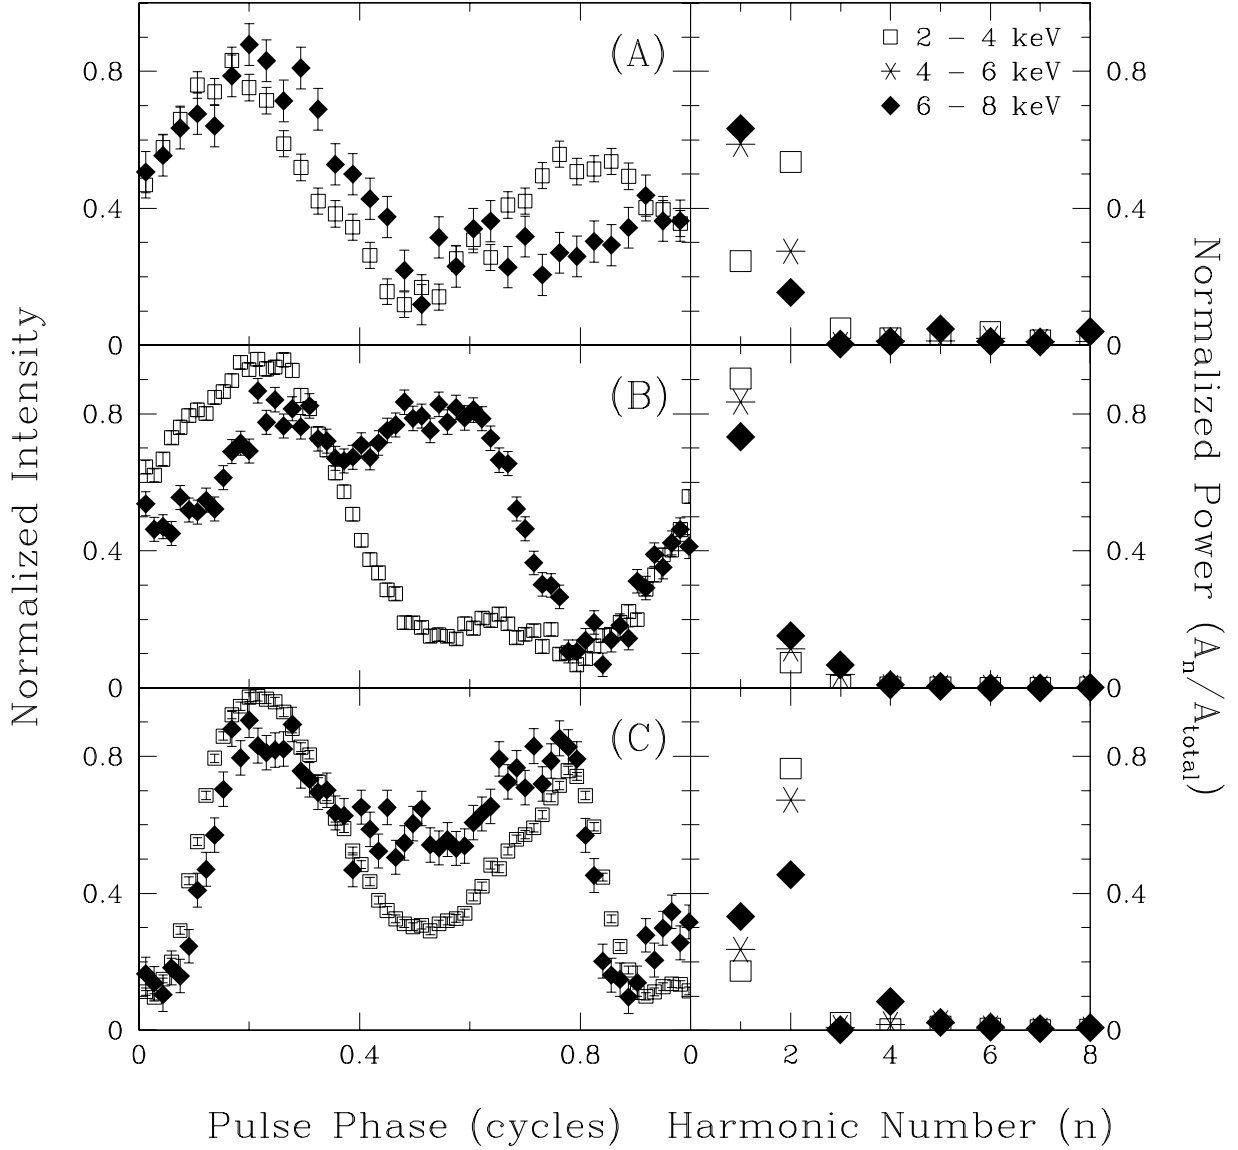 (A)
2 - 4 keV
4 - 6 keV
6 - 8 keV
0.8 0.8
0.4 0.4
0 0
(B)
0.8 0.8
0.4 0.4
0 0
(C)
0.8 0.8
0.4 0.4
0 0
0 0.4 0.8 0 2 4 6 8
Pulse Phase (cycles) Harmonic Number (n)
Normalized Intensity
Normalized Power (An/Atotal)